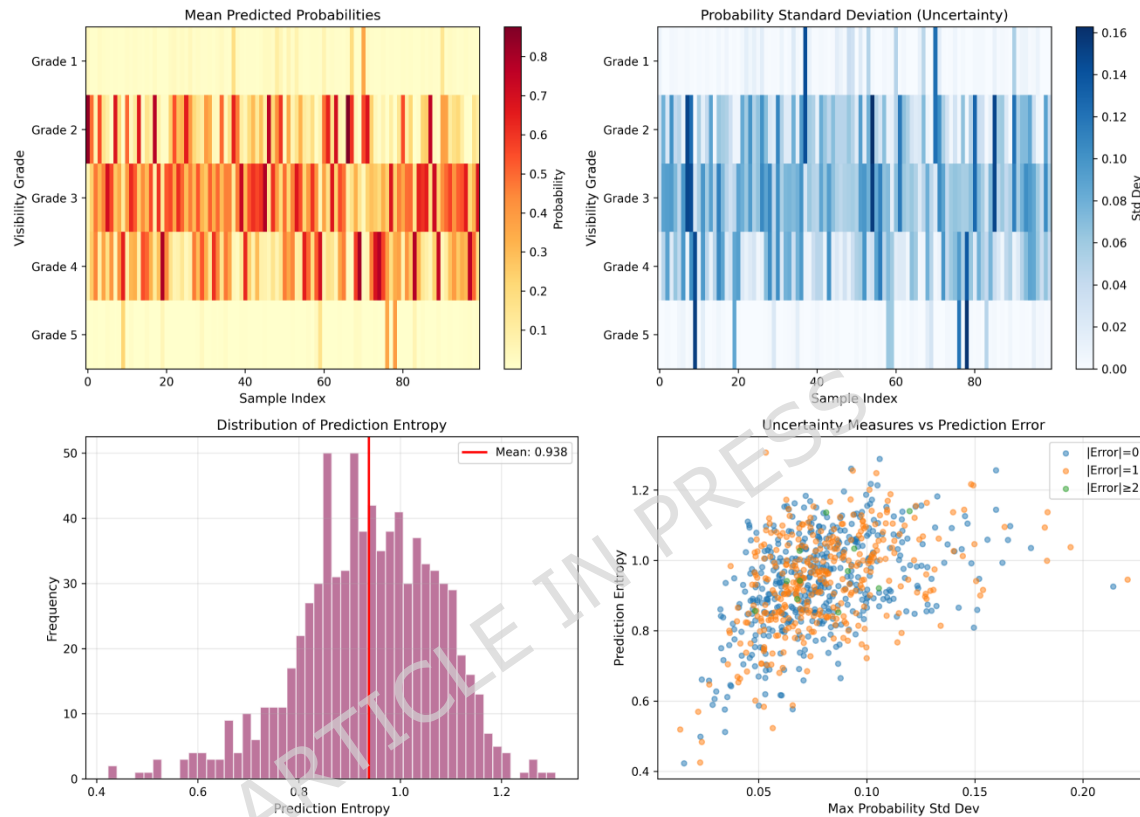 Mean Predicted Probabilities
Grade 1
Grade 2
Grade 3
Grade 4
Grade 5
Visibility Grade
0 20 40 60 80
Sample Index
0.8
0.7
0.6
0.5
0.4
0.3
0.2
0.1
Probability
Probability Standard Deviation (Uncertainty)
Grade 1
Grade 2
Grade 3
Grade 4
Grade 5
Visibility Grade
0 20 40 60 80
Sample Index
0.16
0.14
0.12
0.10
0.08
0.06
0.04
0.02
0.00
Std Dev
Distribution of Prediction Entropy
Mean: 0.938
50
40
30
20
10
0
Frequency
0.4 0.6 0.8 1.0 1.2
Prediction Entropy
Uncertainty Measures vs Prediction Error
|Error|=0
|Error|=1
|Error|≥2
1.2
1.0
0.8
0.6
0.4
Prediction Entropy
0.05 0.10 0.15 0.20
Max Probability Std Dev
ARTICLE IN PRESS